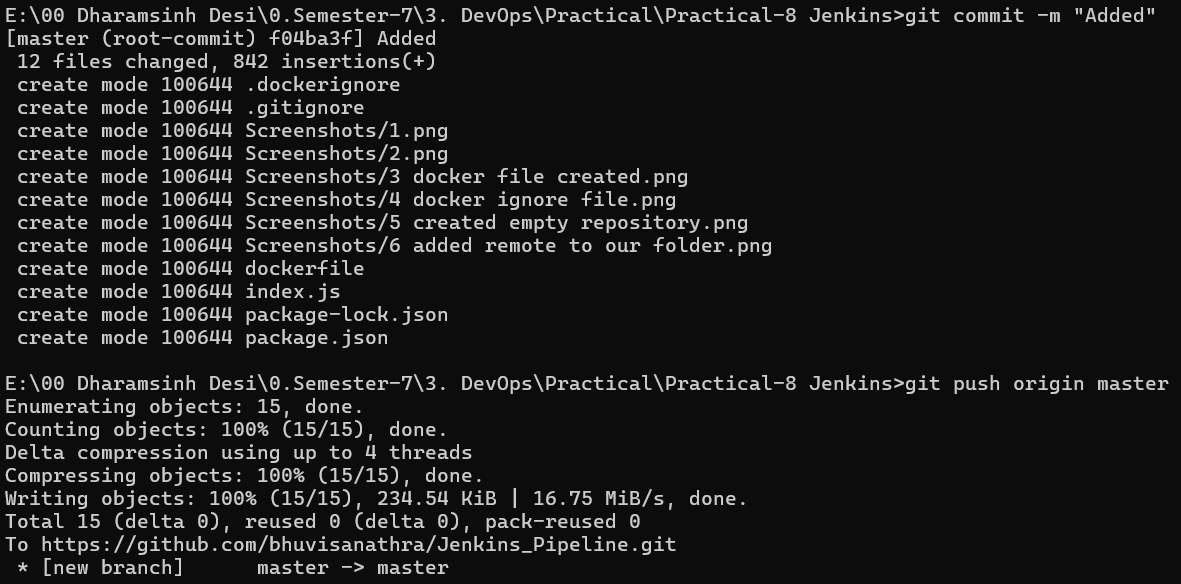 E:\00 Dharamsinh Desi\0.Semester-7\3. DevOps\Practical\Practical-8 Jenkins>git commit -m "Added"
[master (root-commit) f04ba3f] Added
 12 files changed, 842 insertions(+)
 create mode 100644 .dockerignore
 create mode 100644 .gitignore
 create mode 100644 Screenshots/1.png
 create mode 100644 Screenshots/2.png
 create mode 100644 Screenshots/3 docker file created.png
 create mode 100644 Screenshots/4 docker ignore file.png
 create mode 100644 Screenshots/5 created empty repository.png
 create mode 100644 Screenshots/6 added remote to our folder.png
 create mode 100644 dockerfile
 create mode 100644 index.js
 create mode 100644 package-lock.json
 create mode 100644 package.json

E:\00 Dharamsinh Desi\0.Semester-7\3. DevOps\Practical\Practical-8 Jenkins>git push origin master
Enumerating objects: 15, done.
Counting objects: 100% (15/15), done.
Delta compression using up to 4 threads
Compressing objects: 100% (15/15), done.
Writing objects: 100% (15/15), 234.54 KiB | 16.75 MiB/s, done.
Total 15 (delta 0), reused 0 (delta 0), pack-reused 0
To https://github.com/bhuvisanathra/Jenkins_Pipeline.git
 * [new branch]      master -> master